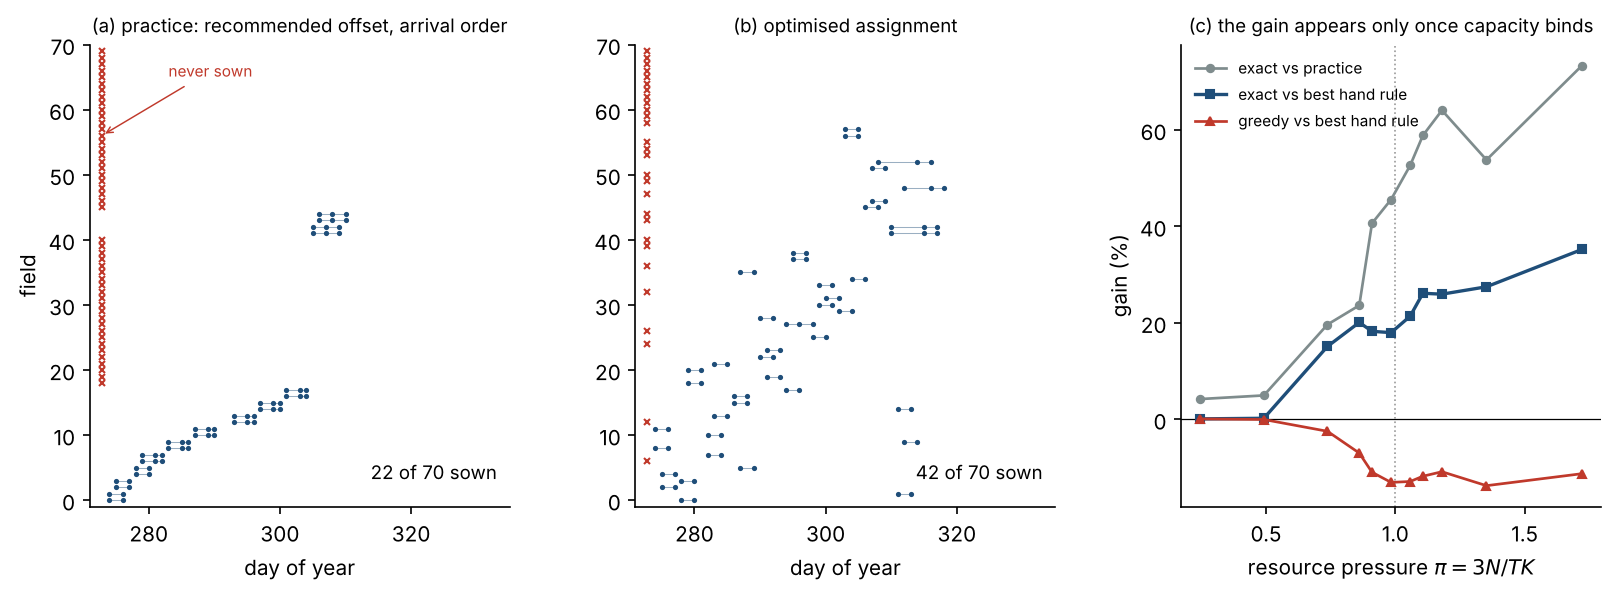 (a) practice: recommended offset, arrival order
70
60
50
40
30
20
10
0
field
never sown
22 of 70 sown
280
300
320
day of year
(b) optimised assignment
70
60
50
40
30
20
10
0
42 of 70 sown
280
300
320
day of year
(c) the gain appears only once capacity binds
exact vs practice
exact vs best hand rule
greedy vs best hand rule
60
40
20
0
gain (%)
0.5
1.0
1.5
resource pressure π = 3N/TK